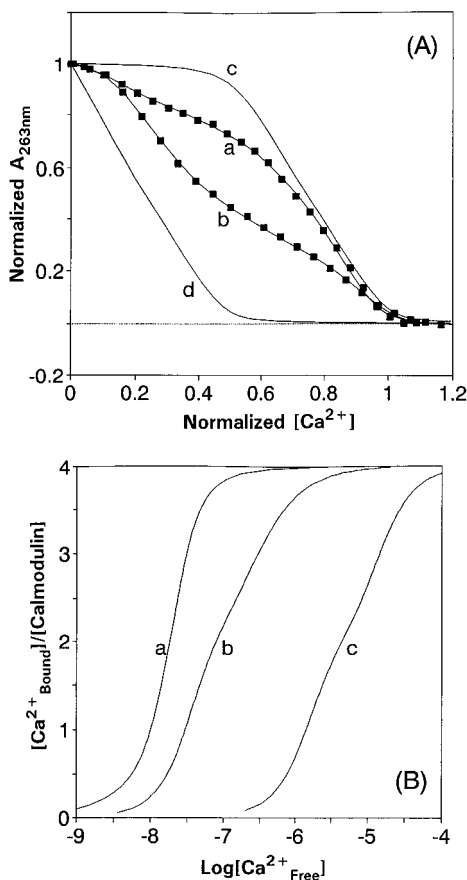 (A)
1
0.6
0.2
-0.2
Normalized A263nm
c
a
b
d
0 0.2 0.4 0.6 0.8 1.0 1.2
Normalized [Ca2+]
4
3
2
1
0
[Ca2+Bound]/[Calmodulin]
a
b
c
(B)
-9 -8 -7 -6 -5 -4
Log[Ca2+Free]